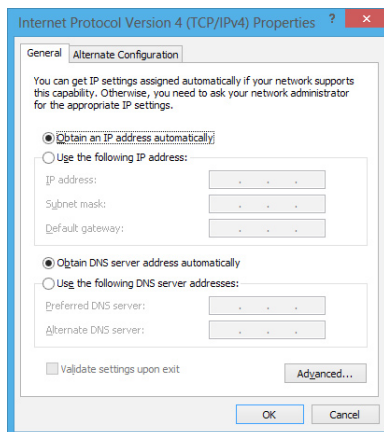 Internet Protocol Version 4 (TCP/IPv4) Properties ? ×
General Alternate Configuration
You can get IP settings assigned automatically if your network supports
this capability. Otherwise, you need to ask your network administrator
for the appropriate IP settings.
Obtain an IP address automatically
Use the following IP address:
IP address: . . .
Subnet mask: . . .
Default gateway: . . .
Obtain DNS server address automatically
Use the following DNS server addresses:
Preferred DNS server: . . .
Alternate DNS server: . . .
Validate settings upon exit
Advanced...
OK Cancel